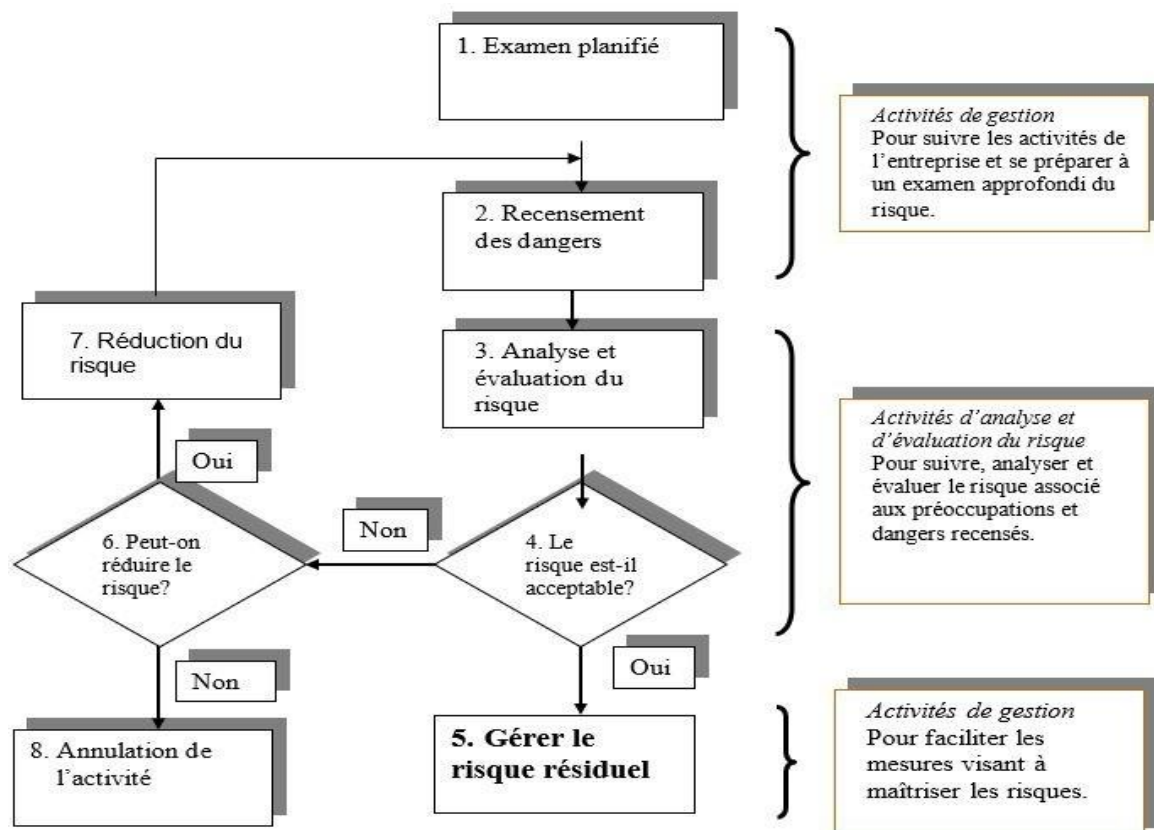 1. Examen planifié
Activités de gestion
Pour suivre les activités de
l’entreprise et se préparer à
un examen approfondi du
risque.
2. Recensement
des dangers
7. Réduction du
risque
3. Analyse et
évaluation du
risque
Activités d’analyse et
d’évaluation du risque
Pour suivre, analyser et
évaluer le risque associé
aux préoccupations et
dangers recensés.
Oui
Non
6. Peut-on
réduire le
risque?
4. Le
risque est-il
acceptable?
Non
Oui
8. Annulation de
l’activité
5. Gérer le
risque résiduel
Activités de gestion
Pour faciliter les
mesures visant à
maîtriser les risques.